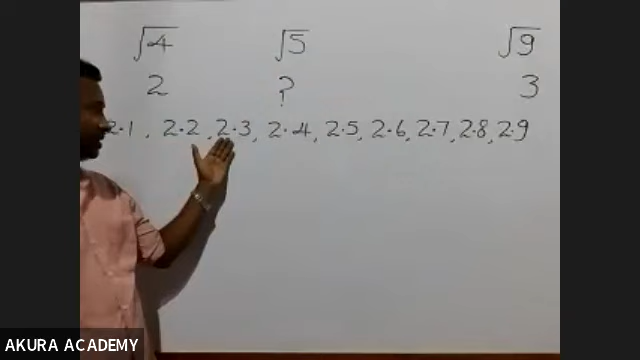 √4 √5 √9
2 ? 3
2.1, 2.2, 2.3, 2.4, 2.5, 2.6, 2.7, 2.8, 2.9
AKURA ACADEMY